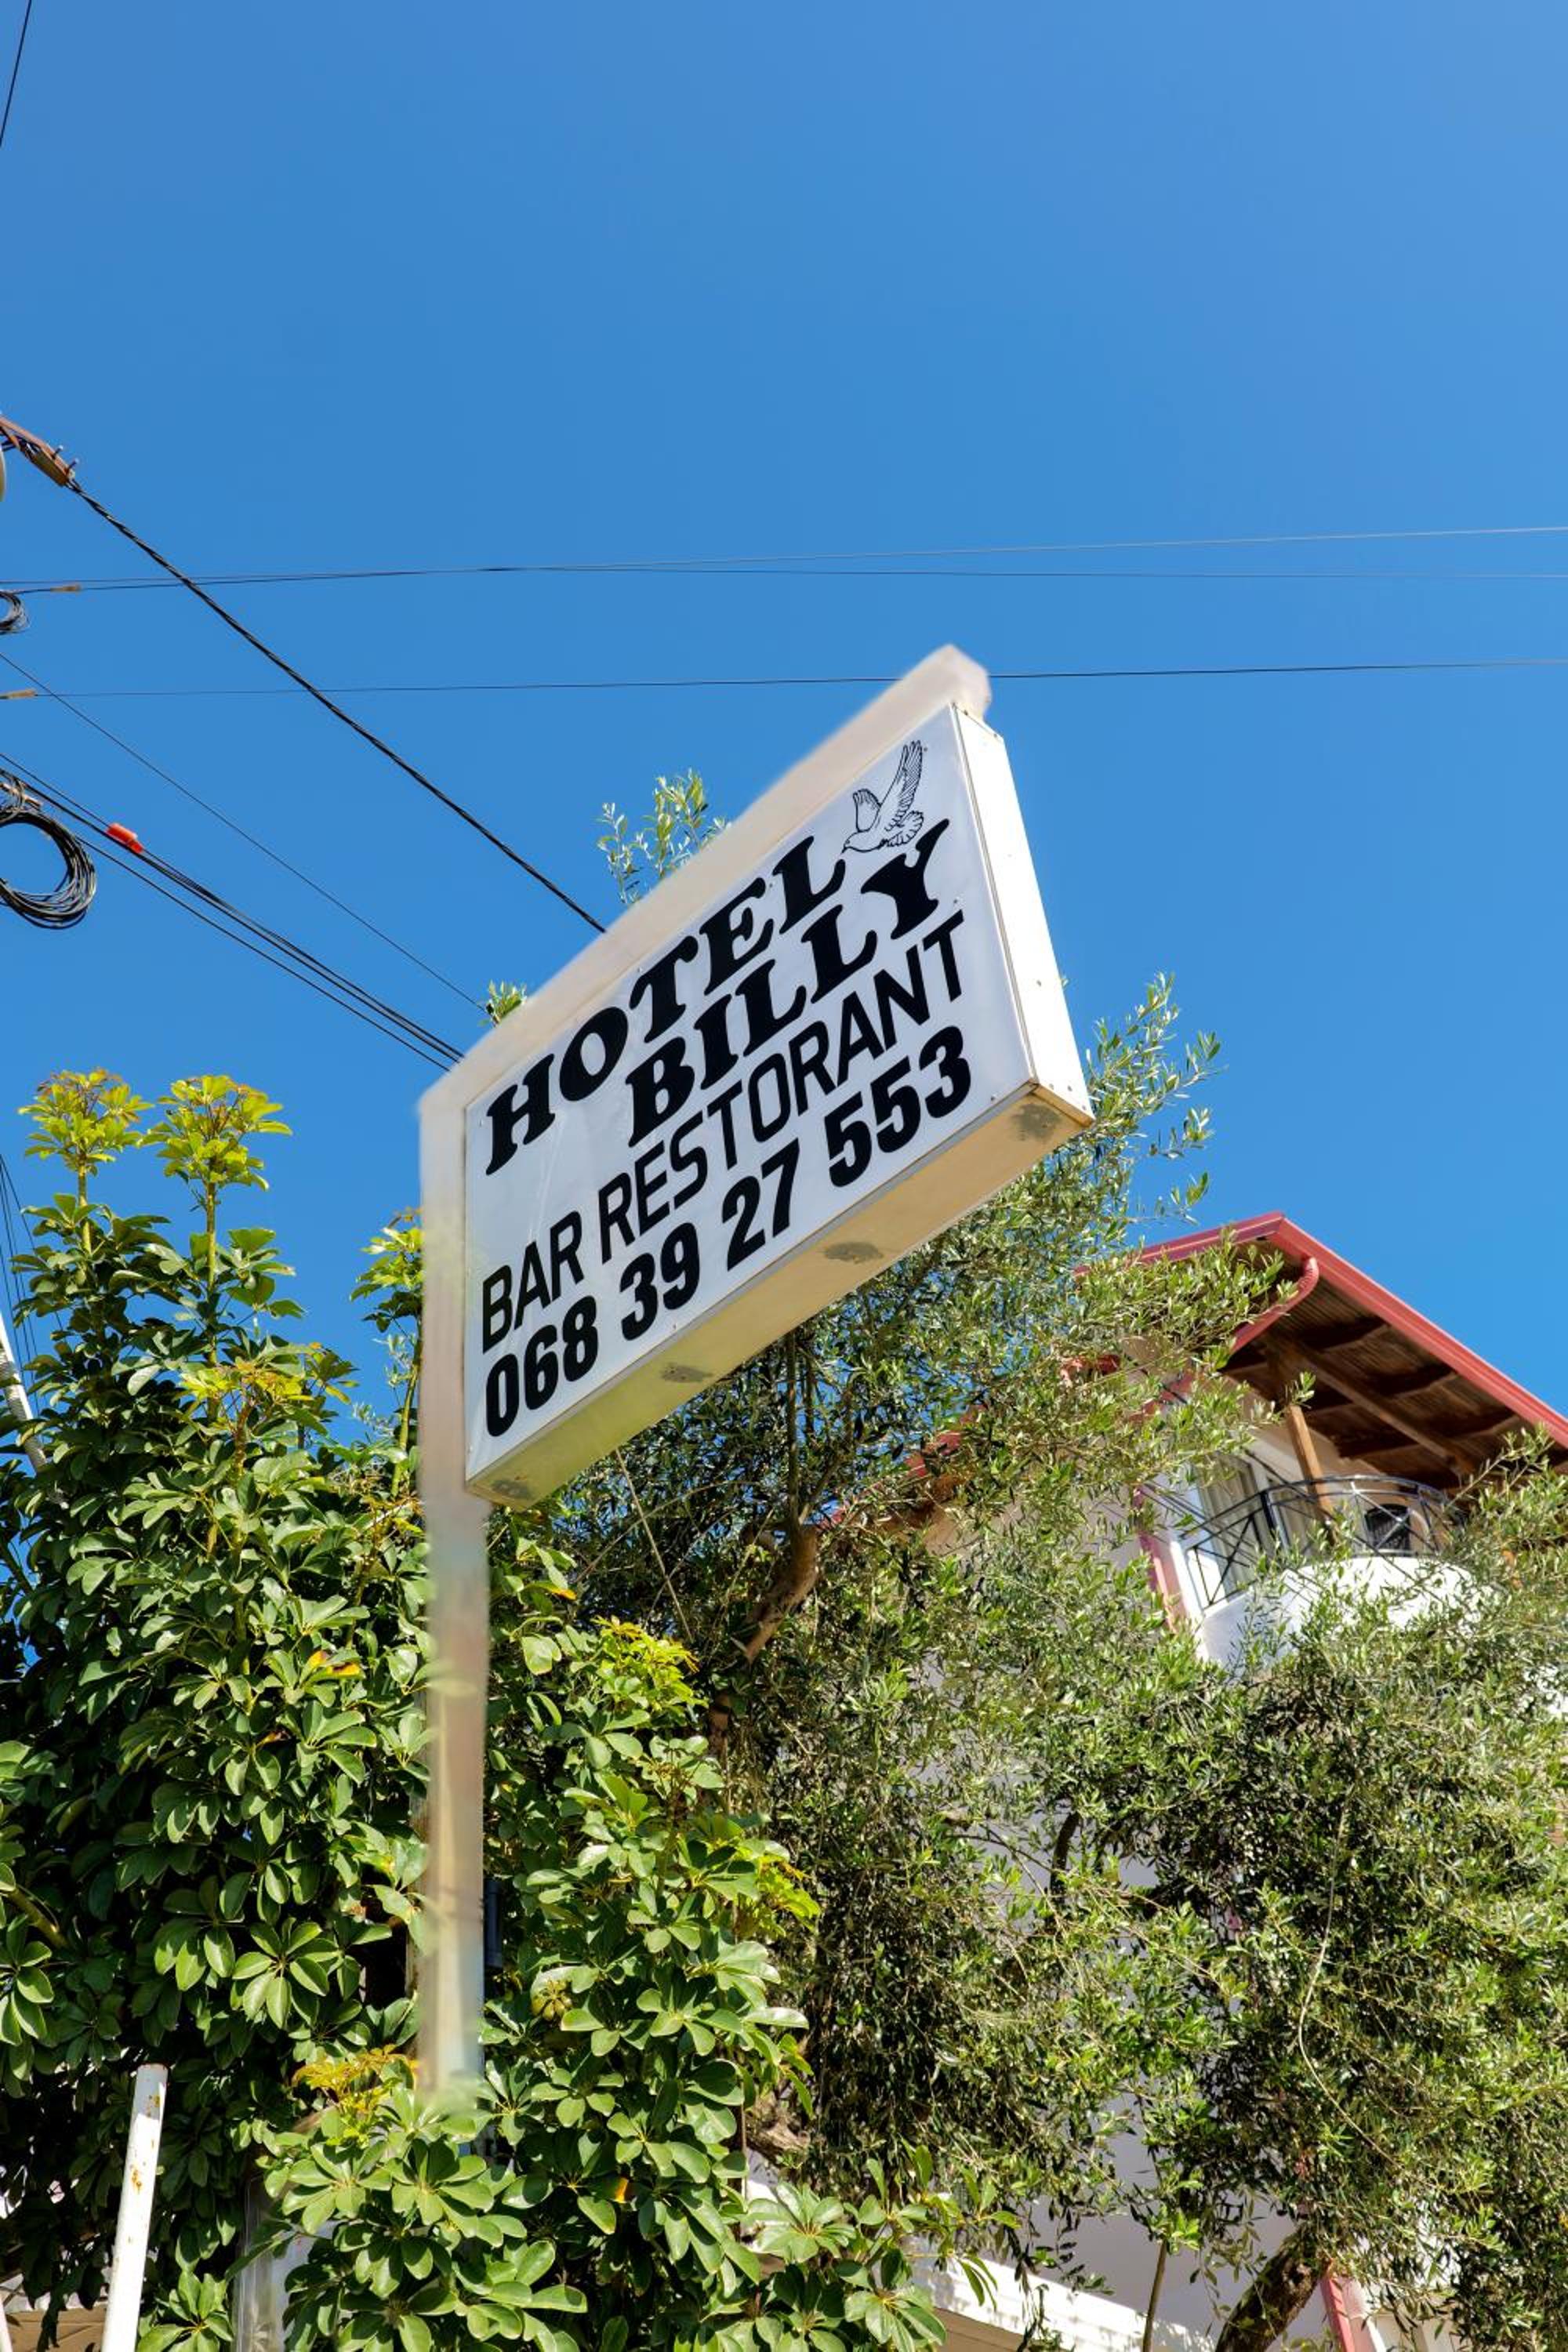 HOTEL
BILLY
BAR RESTORANT
068 39 27 553